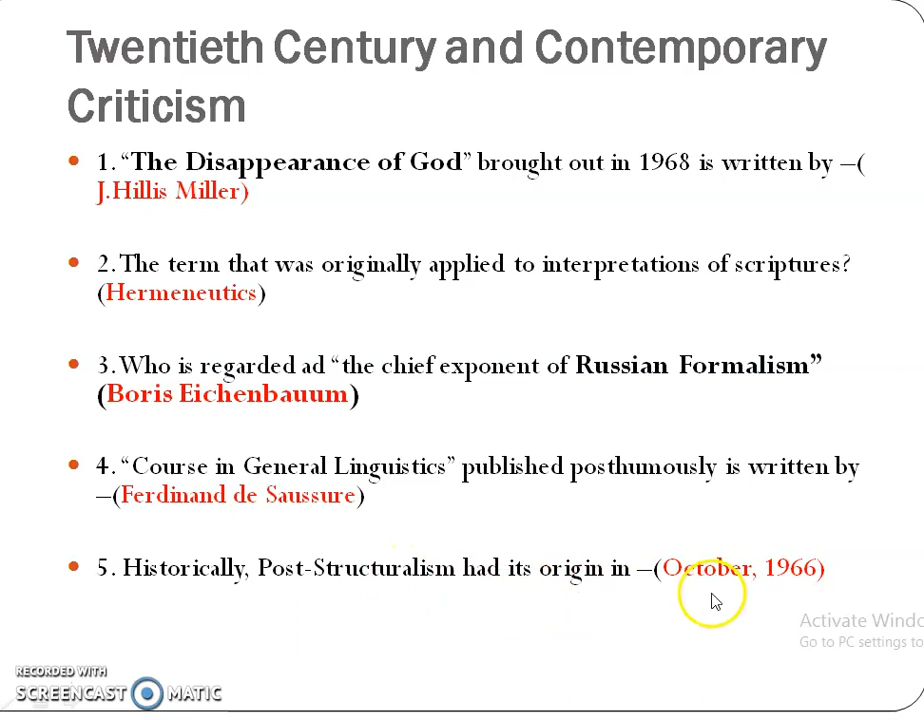 Twentieth Century and Contemporary
Criticism
• 1. “The Disappearance of God” brought out in 1968 is written by –(
J.Hillis Miller)
• 2. The term that was originally applied to interpretations of scriptures?
(Hermeneutics)
• 3. Who is regarded ad “the chief exponent of Russian Formalism”
(Boris Eichenbauum)
• 4. “Course in General Linguistics” published posthumously is written by
–(Ferdinand de Saussure)
• 5. Historically, Post-Structuralism had its origin in –(October, 1966)
Activate Windo
Go to PC settings to
RECORDED WITH
SCREENCAST MATIC